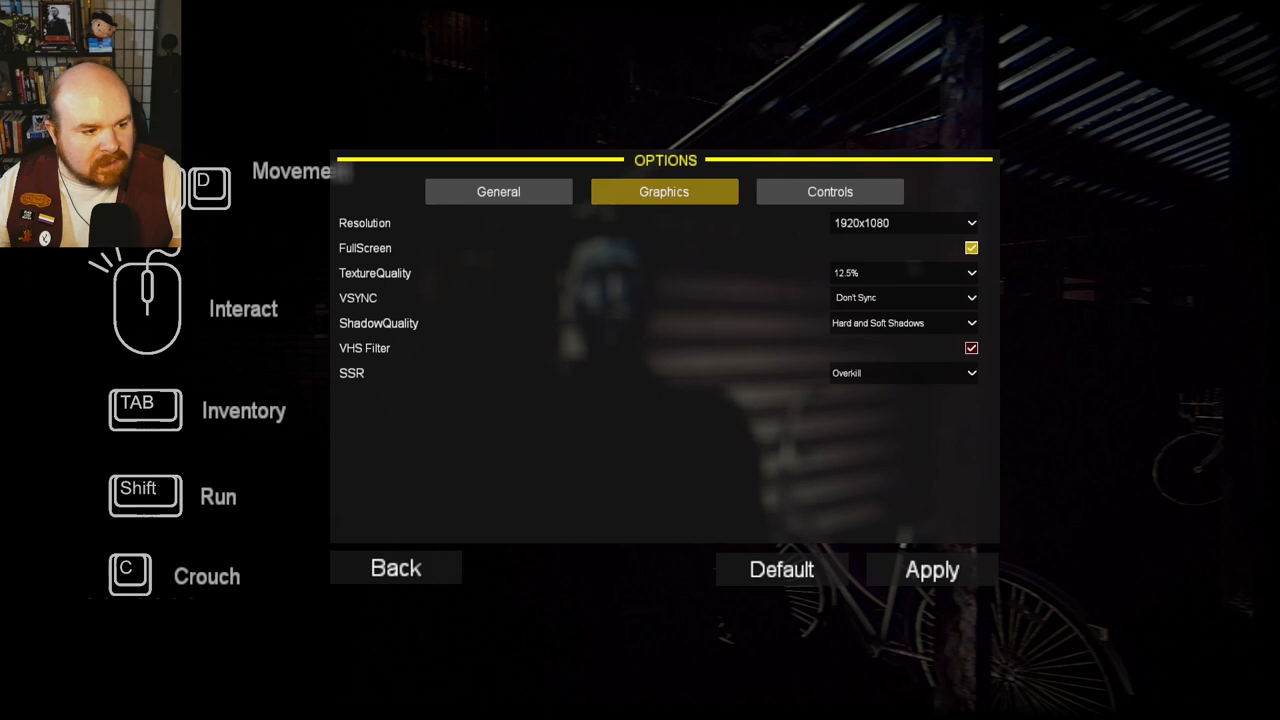 D
Moveme
OPTIONS
General
Graphics
Controls
Resolution
1920x1080
FullScreen
TextureQuality
12.5%
VSYNC
Don't Sync
ShadowQuality
Hard and Soft Shadows
VHS Filter
SSR
Overkill
Interact
TAB
Inventory
Shift
Run
C
Crouch
Back
Default
Apply